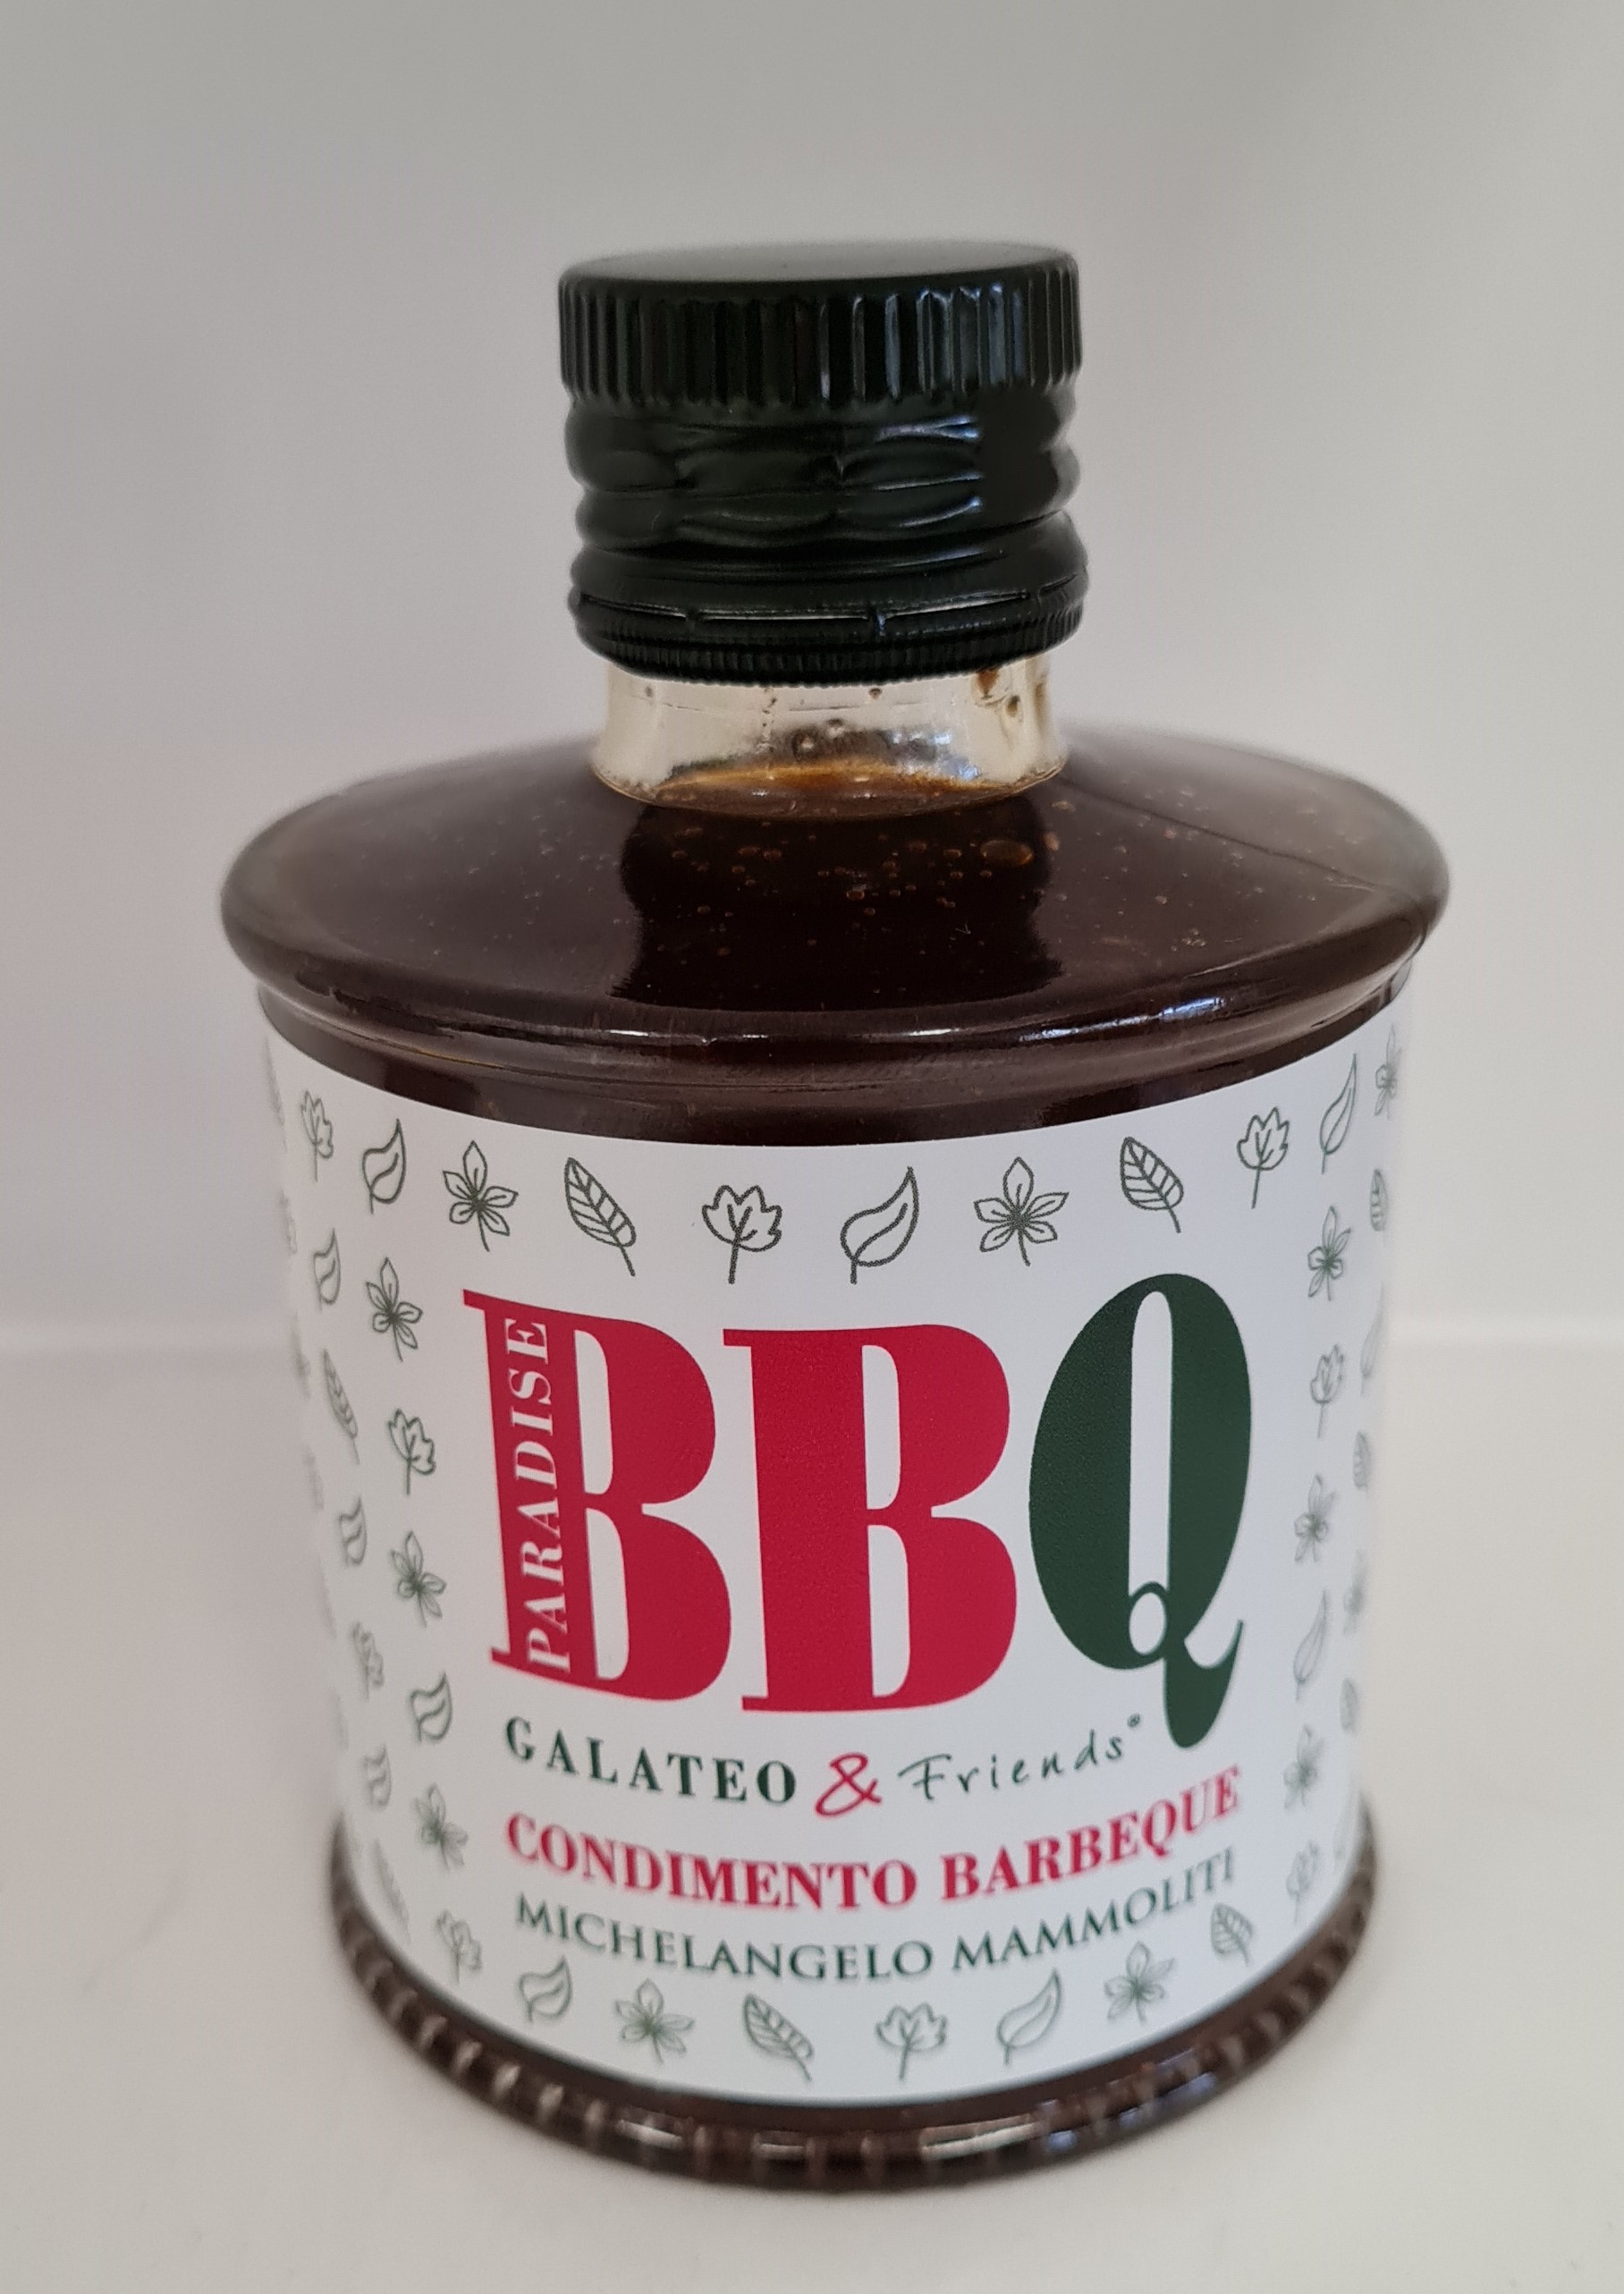 BBQ
PARADISE
GALATEO & Friends®
CONDIMENTO BARBEQUE
MICHELANGELO MAMMOLITI